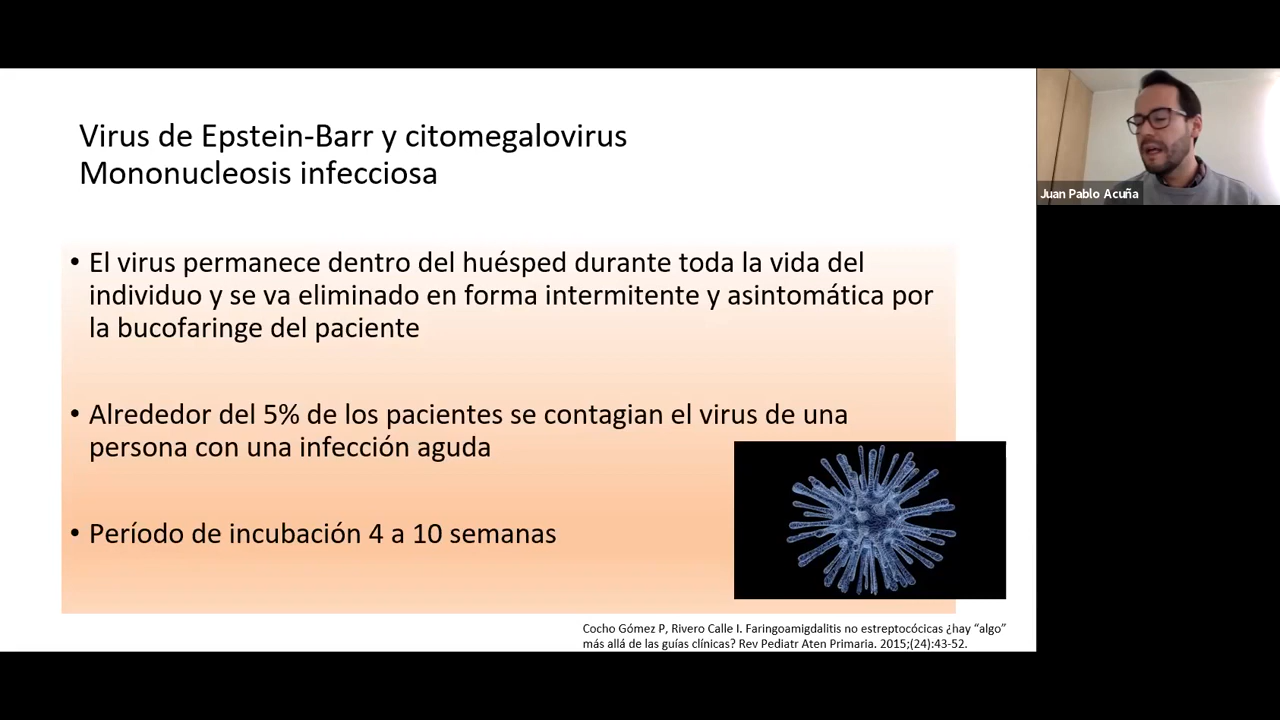 Virus de Epstein-Barr y citomegalovirus
Mononucleosis infecciosa
• El virus permanece dentro del huésped durante toda la vida del
individuo y se va eliminado en forma intermitente y asintomática por
la bucofaringe del paciente
• Alrededor del 5% de los pacientes se contagian el virus de una
persona con una infección aguda
• Período de incubación 4 a 10 semanas
Cocho Gómez P, Rivero Calle I. Faringoamigdalitis no estreptocócicas ¿hay “algo”
más allá de las guías clínicas? Rev Pediatr Aten Primaria. 2015;(24):43-52.
Juan Pablo Acuña